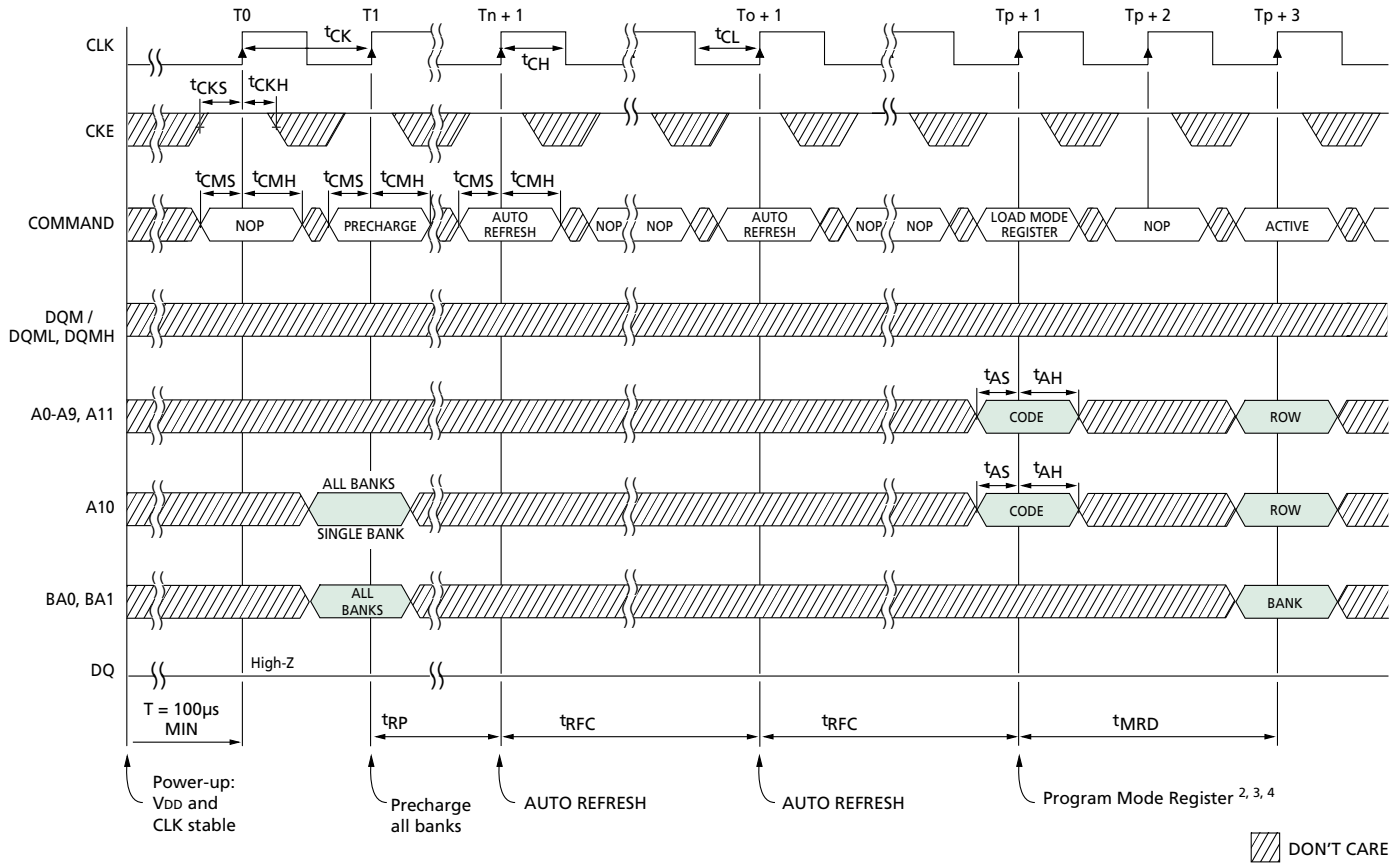 T0 T1 Tn + 1 To + 1 Tp + 1 Tp + 2 Tp + 3
CLK tCK tCH tCL
tCKS tCKH
CKE
tCMS tCMH tCMS tCMH tCMS tCMH
COMMAND NOP PRECHARGE AUTO REFRESH NOP NOP AUTO REFRESH NOP NOP LOAD MODE REGISTER NOP ACTIVE
DQM /
DQML, DQMH
tAS tAH
A0-A9, A11 CODE ROW
ALL BANKS tAS tAH
A10 CODE ROW
SINGLE BANK
BA0, BA1 ALL BANKS BANK
DQ High-Z
T = 100µs
MIN
tRP tRFC tRFC tMRD
Power-up:
VDD and
CLK stable
Precharge
all banks
AUTO REFRESH
AUTO REFRESH
Program Mode Register 2, 3, 4
DON'T CARE